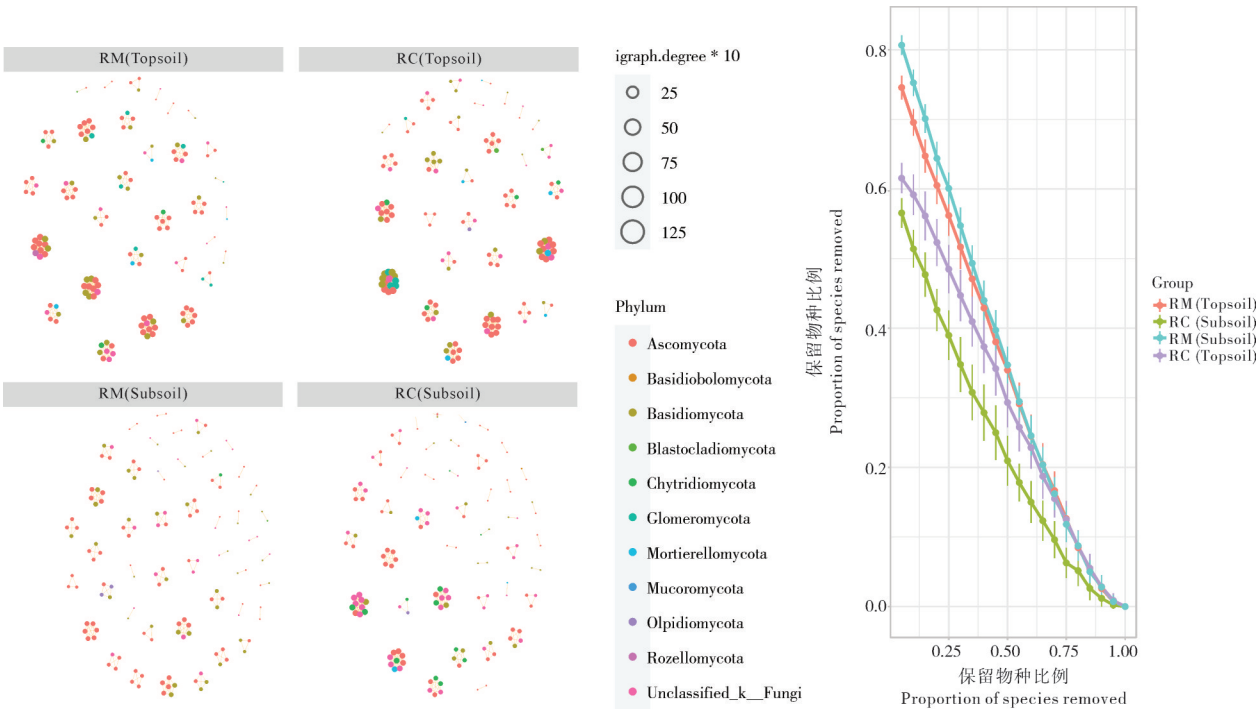 RM(Topsoil)
RC(Topsoil)
RM(Subsoil)
RC(Subsoil)
igraph.degree * 10
25
50
75
100
125
Phylum
Ascomycota
Basidiobolomycota
Basidiomycota
Blastocladiomycota
Chytridiomycota
Glomeromycota
Mortierellomycota
Mucoromycota
Olpidiomycota
Rozellomycota
Unclassified_k__Fungi
保留物种比例
Proportion of species removed
0.8
0.6
0.4
0.2
0.0
0.25
0.50
0.75
1.00
保留物种比例
Proportion of species removed
Group
RM (Topsoil)
RC (Subsoil)
RM (Subsoil)
RC (Topsoil)